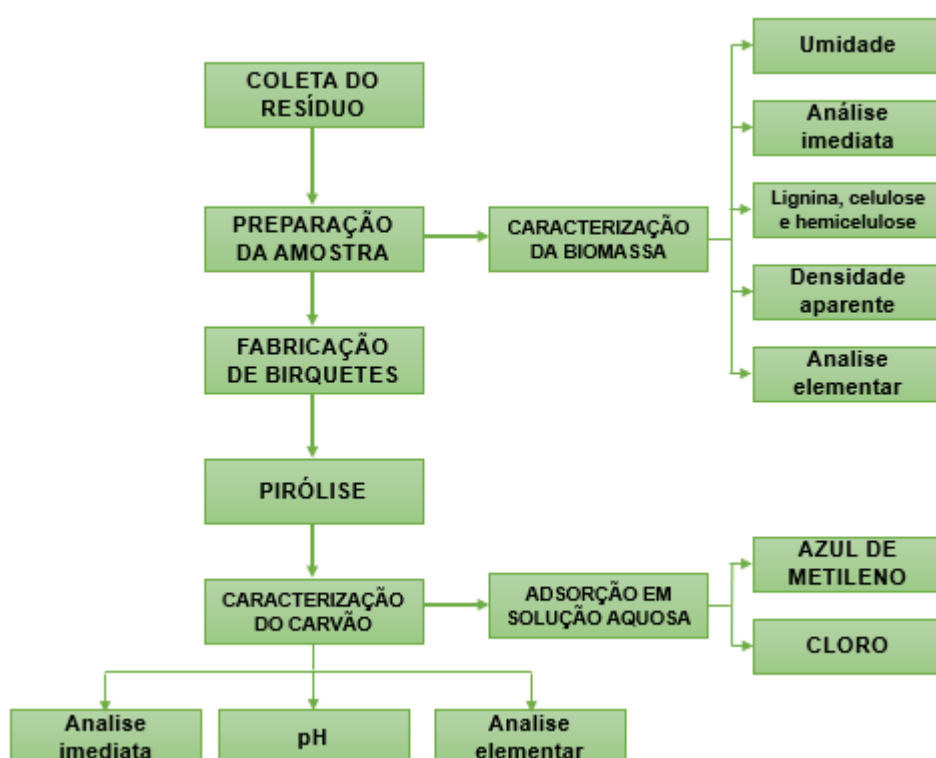 COLETA DO
RESÍDUO
PREPARAÇÃO
DA AMOSTRA
CARACTERIZAÇÃO
DA BIOMASSA
Umidade
Análise
imediata
Lignina, celulose
e hemicelulose
Densidade
aparente
Analise
elementar
FABRICAÇÃO
DE BIRQUETES
PIRÓLISE
CARACTERIZAÇÃO
DO CARVÃO
ADSORÇÃO EM
SOLUÇÃO AQUOSA
AZUL DE
METILENO
CLORO
Analise
imediata
pH
Analise
elementar